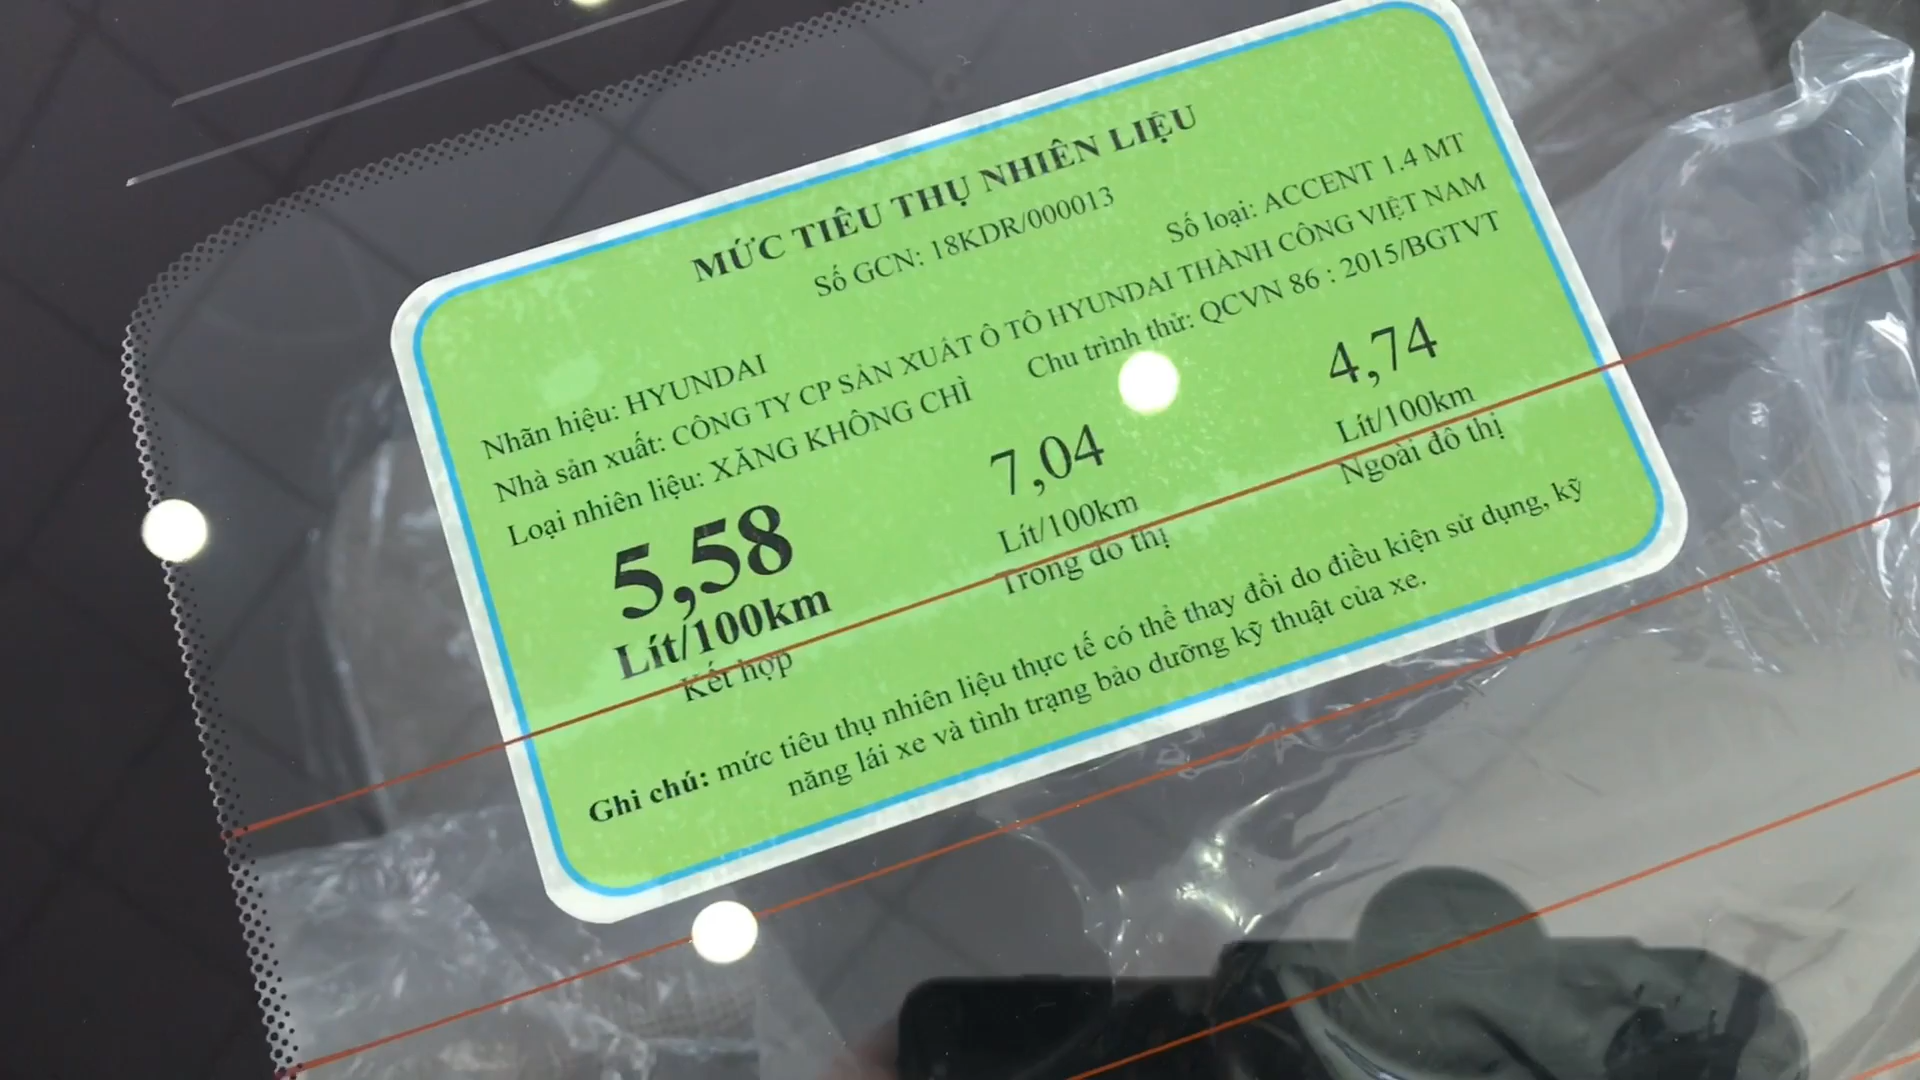 MỨC TIÊU THỤ NHIÊN LIỆU
Số GCN: 18KDR/000013
Nhãn hiệu: HYUNDAI Số loại: ACCENT 1.4 MT
Nhà sản xuất: CÔNG TY CP SẢN XUẤT Ô TÔ HYUNDAI THÀNH CÔNG VIỆT NAM
Loại nhiên liệu: XĂNG KHÔNG CHÌ Chu trình thử: QCVN 86 : 2015/BGTVT
5,58 7,04 4,74
Lít/100km Lít/100km Lít/100km
Kết hợp Trong đô thị Ngoài đô thị
Ghi chú: mức tiêu thụ nhiên liệu thực tế có thể thay đổi do điều kiện sử dụng, kỹ
năng lái xe và tình trạng bảo dưỡng kỹ thuật của xe.